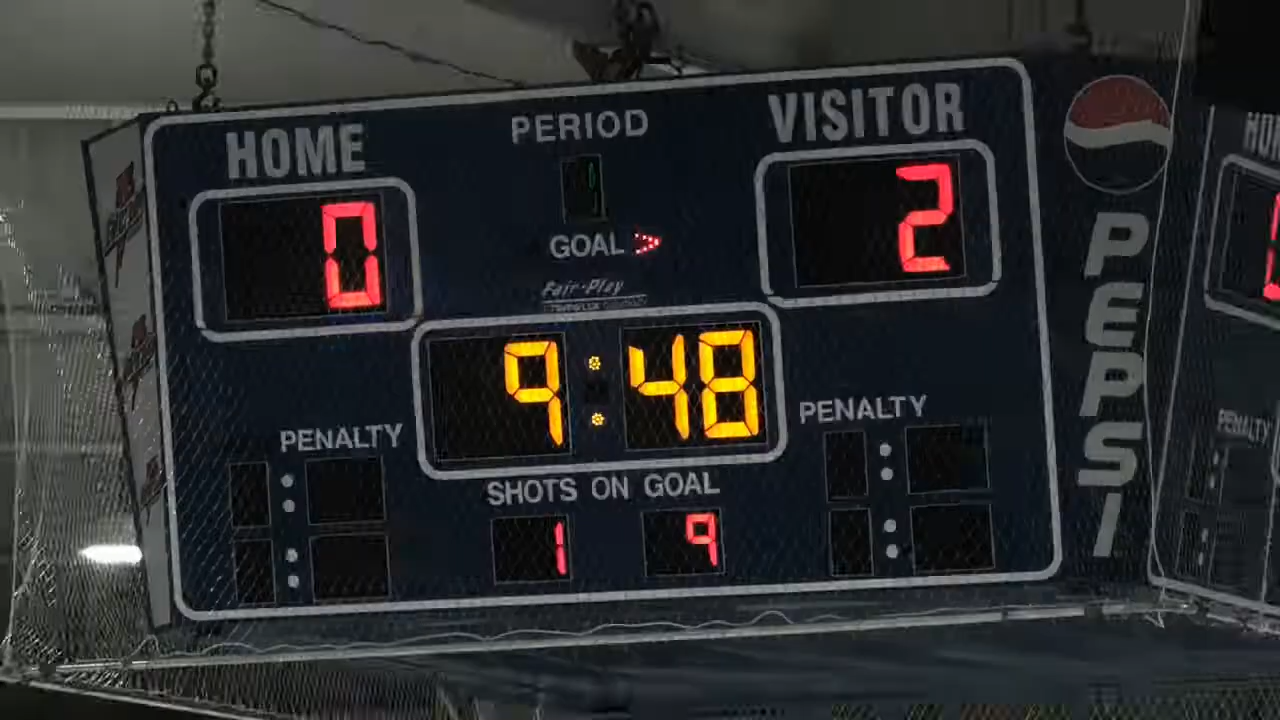 HOME
PERIOD
VISITOR
0
1
2
GOAL
Fair-Play
9:48
PENALTY
PENALTY
SHOTS ON GOAL
1
9
PEPSI
PENALTY